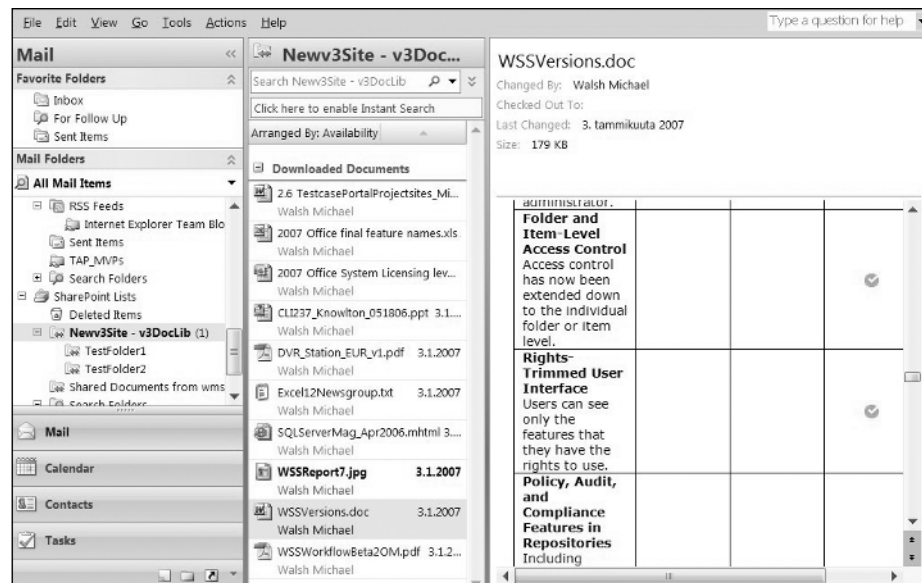 File Edit View Go Tools Actions Help
Type a question for help
Mail
Favorite Folders
Inbox
For Follow Up
Sent Items
Mail Folders
All Mail Items
RSS Feeds
Internet Explorer Team Blo
Sent Items
TAP_MVPs
Search Folders
SharePoint Lists
Deleted Items
Newv3Site - v3DocLib (1)
TestFolder1
TestFolder2
Shared Documents from wms
Search Folders
Mail
Calendar
Contacts
Tasks
Newv3Site - v3Doc...
Search Newv3Site - v3DocLib
Click here to enable Instant Search
Arranged By: Availability
Downloaded Documents
2.6 TestcasePortalProjectsites_Mi...
Walsh Michael
2007 Office final feature names.xls
Walsh Michael
2007 Office System Licensing lev...
Walsh Michael
CLI237_Knowlton_051806.ppt 3.1....
Walsh Michael
DVR_Station_EUR_v1.pdf 3.1.2007
Walsh Michael
Excel12Newsgroup.txt 3.1.2007
Walsh Michael
SQLServerMag_Apr2006.mhtml 3....
Walsh Michael
WSSReport7.jpg 3.1.2007
Walsh Michael
WSSVersions.doc 3.1.2007
Walsh Michael
WSSWorkflowBeta2OM.pdf 3.1.2...
Walsh Michael
WSSVersions.doc
Changed By: Walsh Michael
Checked Out To:
Last Changed: 3. tammikuuta 2007
Size: 179 KB
administrator.
Folder and
Item-Level
Access Control
Access control
has now been
extended down
to the individual
folder or item
level.
Rights-
Trimmed User
Interface
Users can see
only the
features that
they have the
rights to use.
Policy, Audit,
and
Compliance
Features in
Repositories
Including